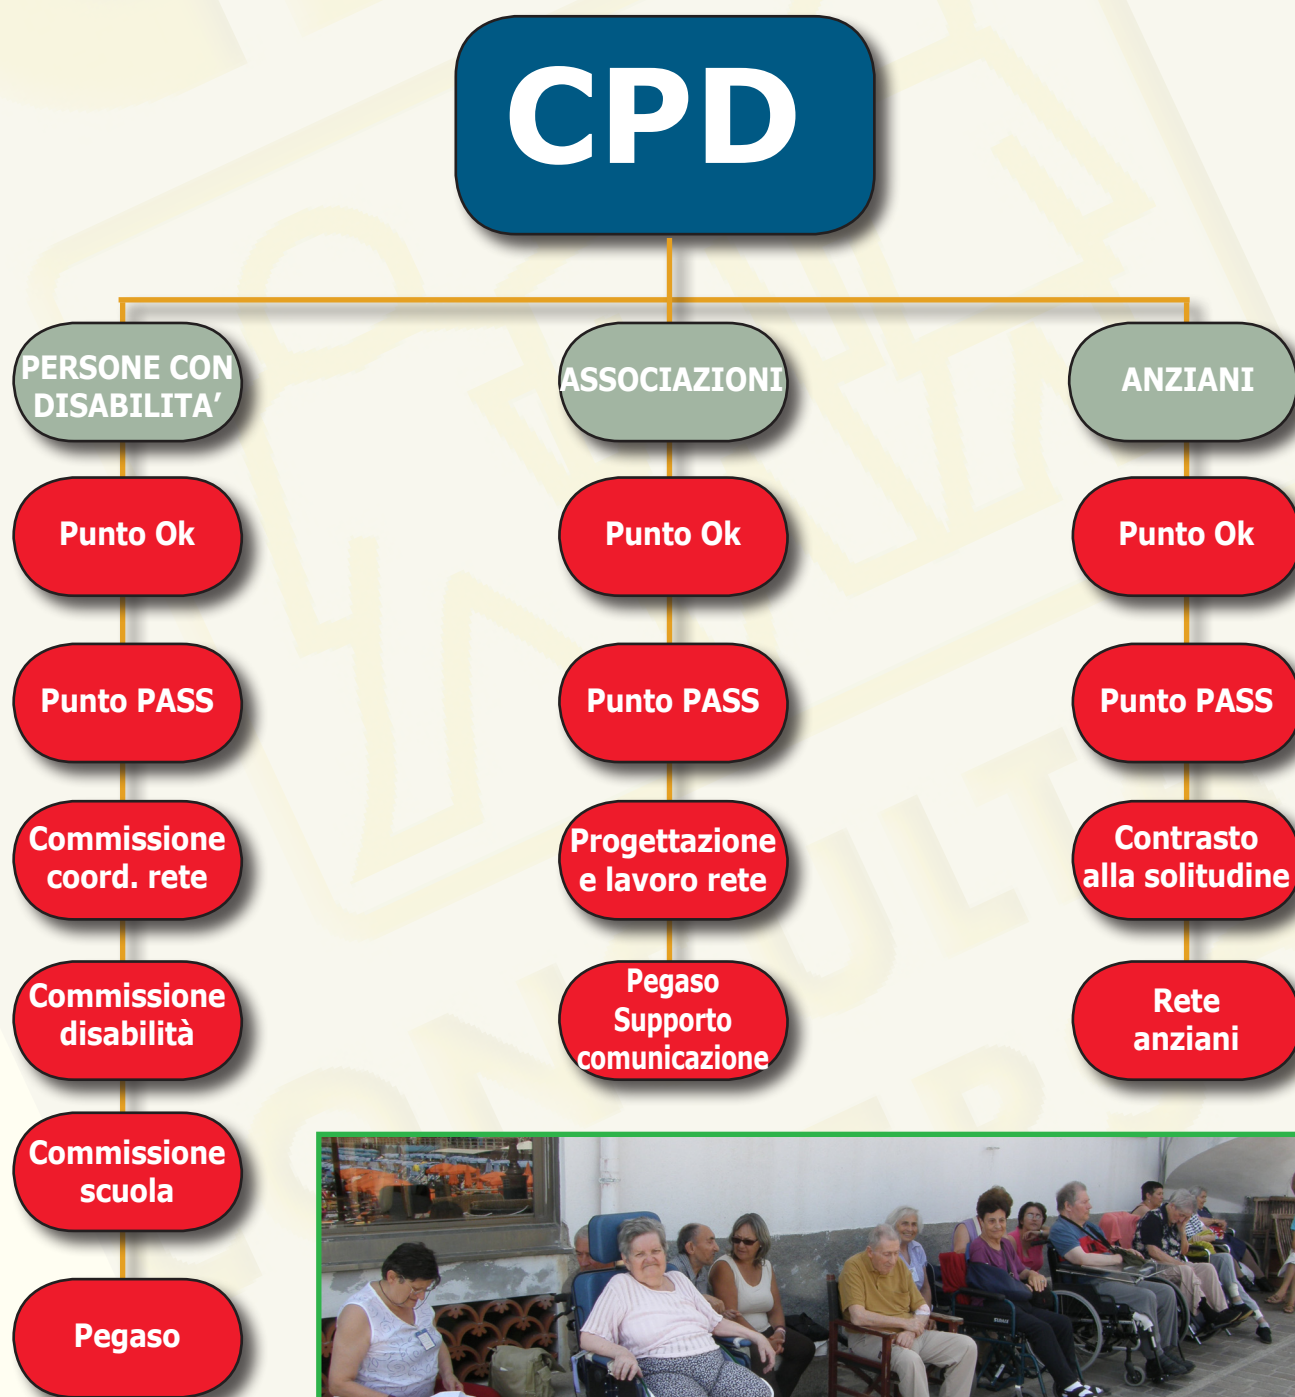 CPD
PERSONE CON
DISABILITA’
Punto Ok
Punto PASS
Commissione
coord. rete
Commissione
disabilità
Commissione
scuola
Pegaso
ASSOCIAZIONI
Punto Ok
Punto PASS
Progettazione
e lavoro rete
Pegaso
Supporto
comunicazione
ANZIANI
Punto Ok
Punto PASS
Contrasto
alla solitudine
Rete
anziani